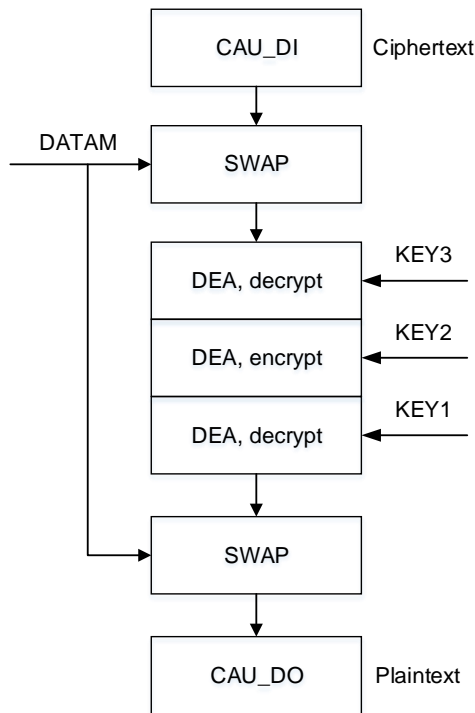 CAU_DI
Ciphertext
DATAM
SWAP
KEY3
DEA, decrypt
KEY2
DEA, encrypt
KEY1
DEA, decrypt
SWAP
CAU_DO
Plaintext